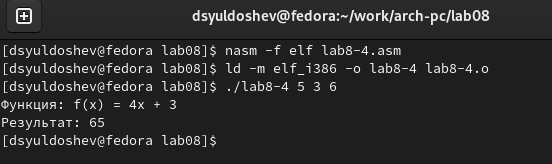 dsyuldoshev@fedora:~/work/arch-pc/lab08
[dsyuldoshev@fedora lab08]$ nasm -f elf lab8-4.asm
[dsyuldoshev@fedora lab08]$ ld -m elf_i386 -o lab8-4 lab8-4.o
[dsyuldoshev@fedora lab08]$ ./lab8-4 5 3 6
Функция: f(x) = 4x + 3
Результат: 65
[dsyuldoshev@fedora lab08]$